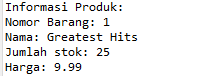 Informasi Produk:
Nomor Barang: 1
Nama: Greatest Hits
Jumlah stok: 25
Harga: 9.99